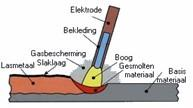 Elektrode
Bekleding
Gasbescherming
Slaklaag
Lasmetaal
Boog
Gesmolten
materiaal
Basis
materiaal